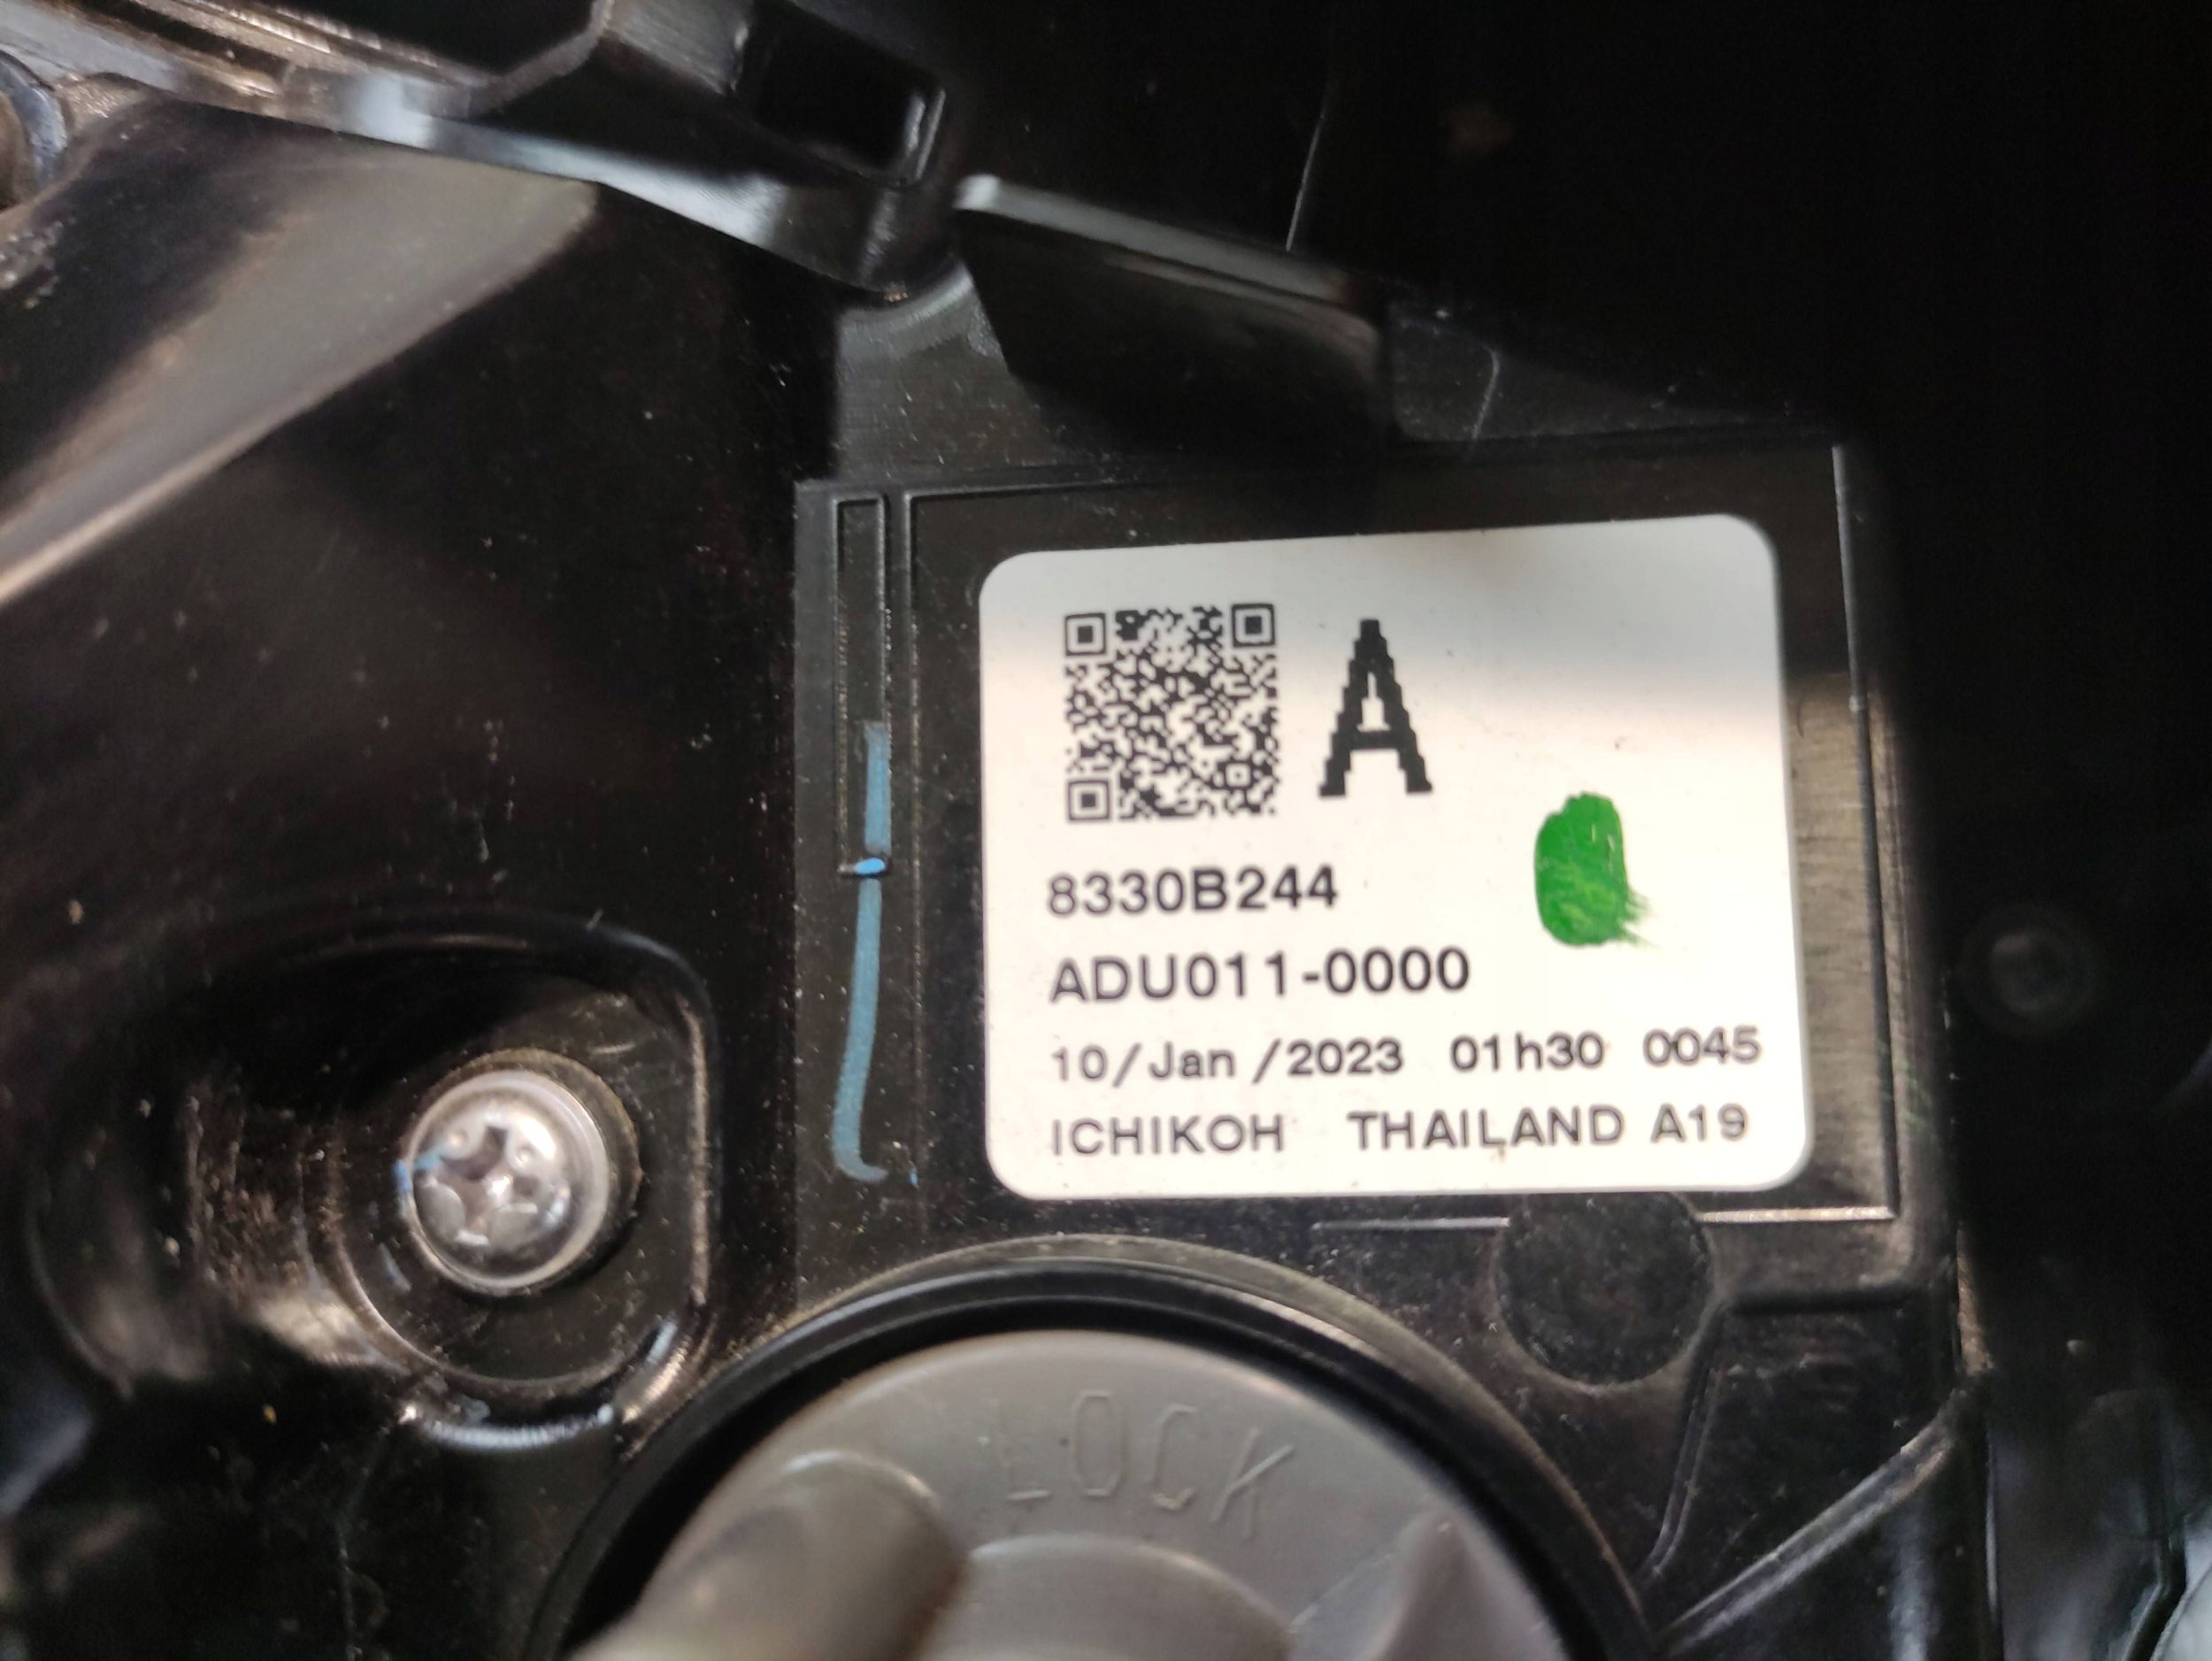 A
8330B244
ADU011-0000
10/Jan /2023 01h30 0045
ICHIKOH THAILAND A19
LOCK